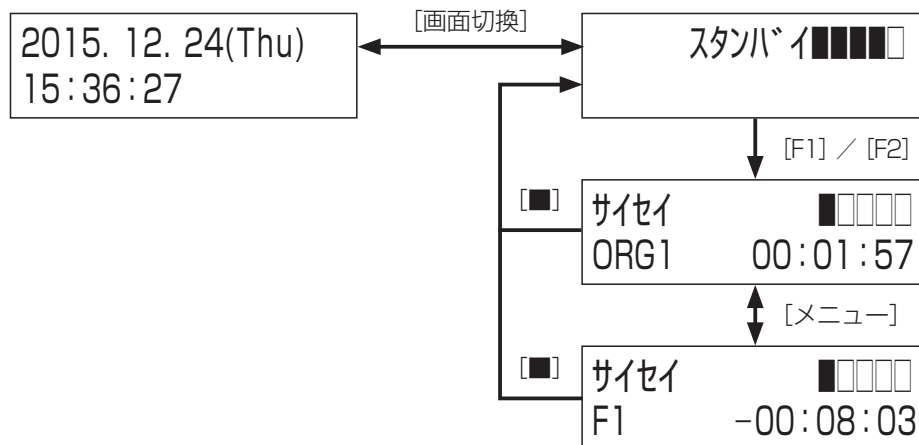 [画面切換]
2015. 12. 24(Thu)
15:36:27
スタンバイ■■■■□
[F1] / [F2]
[■]
サイセイ ■□□□□
ORG1 00:01:57
[メニュー]
[■]
サイセイ ■□□□□
F1 -00:08:03